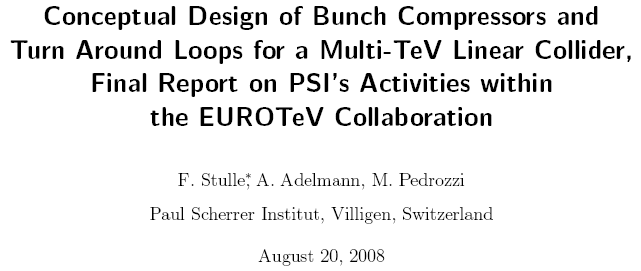 Conceptual Design of Bunch Compressors and
Turn Around Loops for a Multi-TeV Linear Collider,
Final Report on PSI's Activities within
the EUROTeV Collaboration
F. Stulle*, A. Adelmann, M. Pedrozzi
Paul Scherrer Institut, Villigen, Switzerland
August 20, 2008